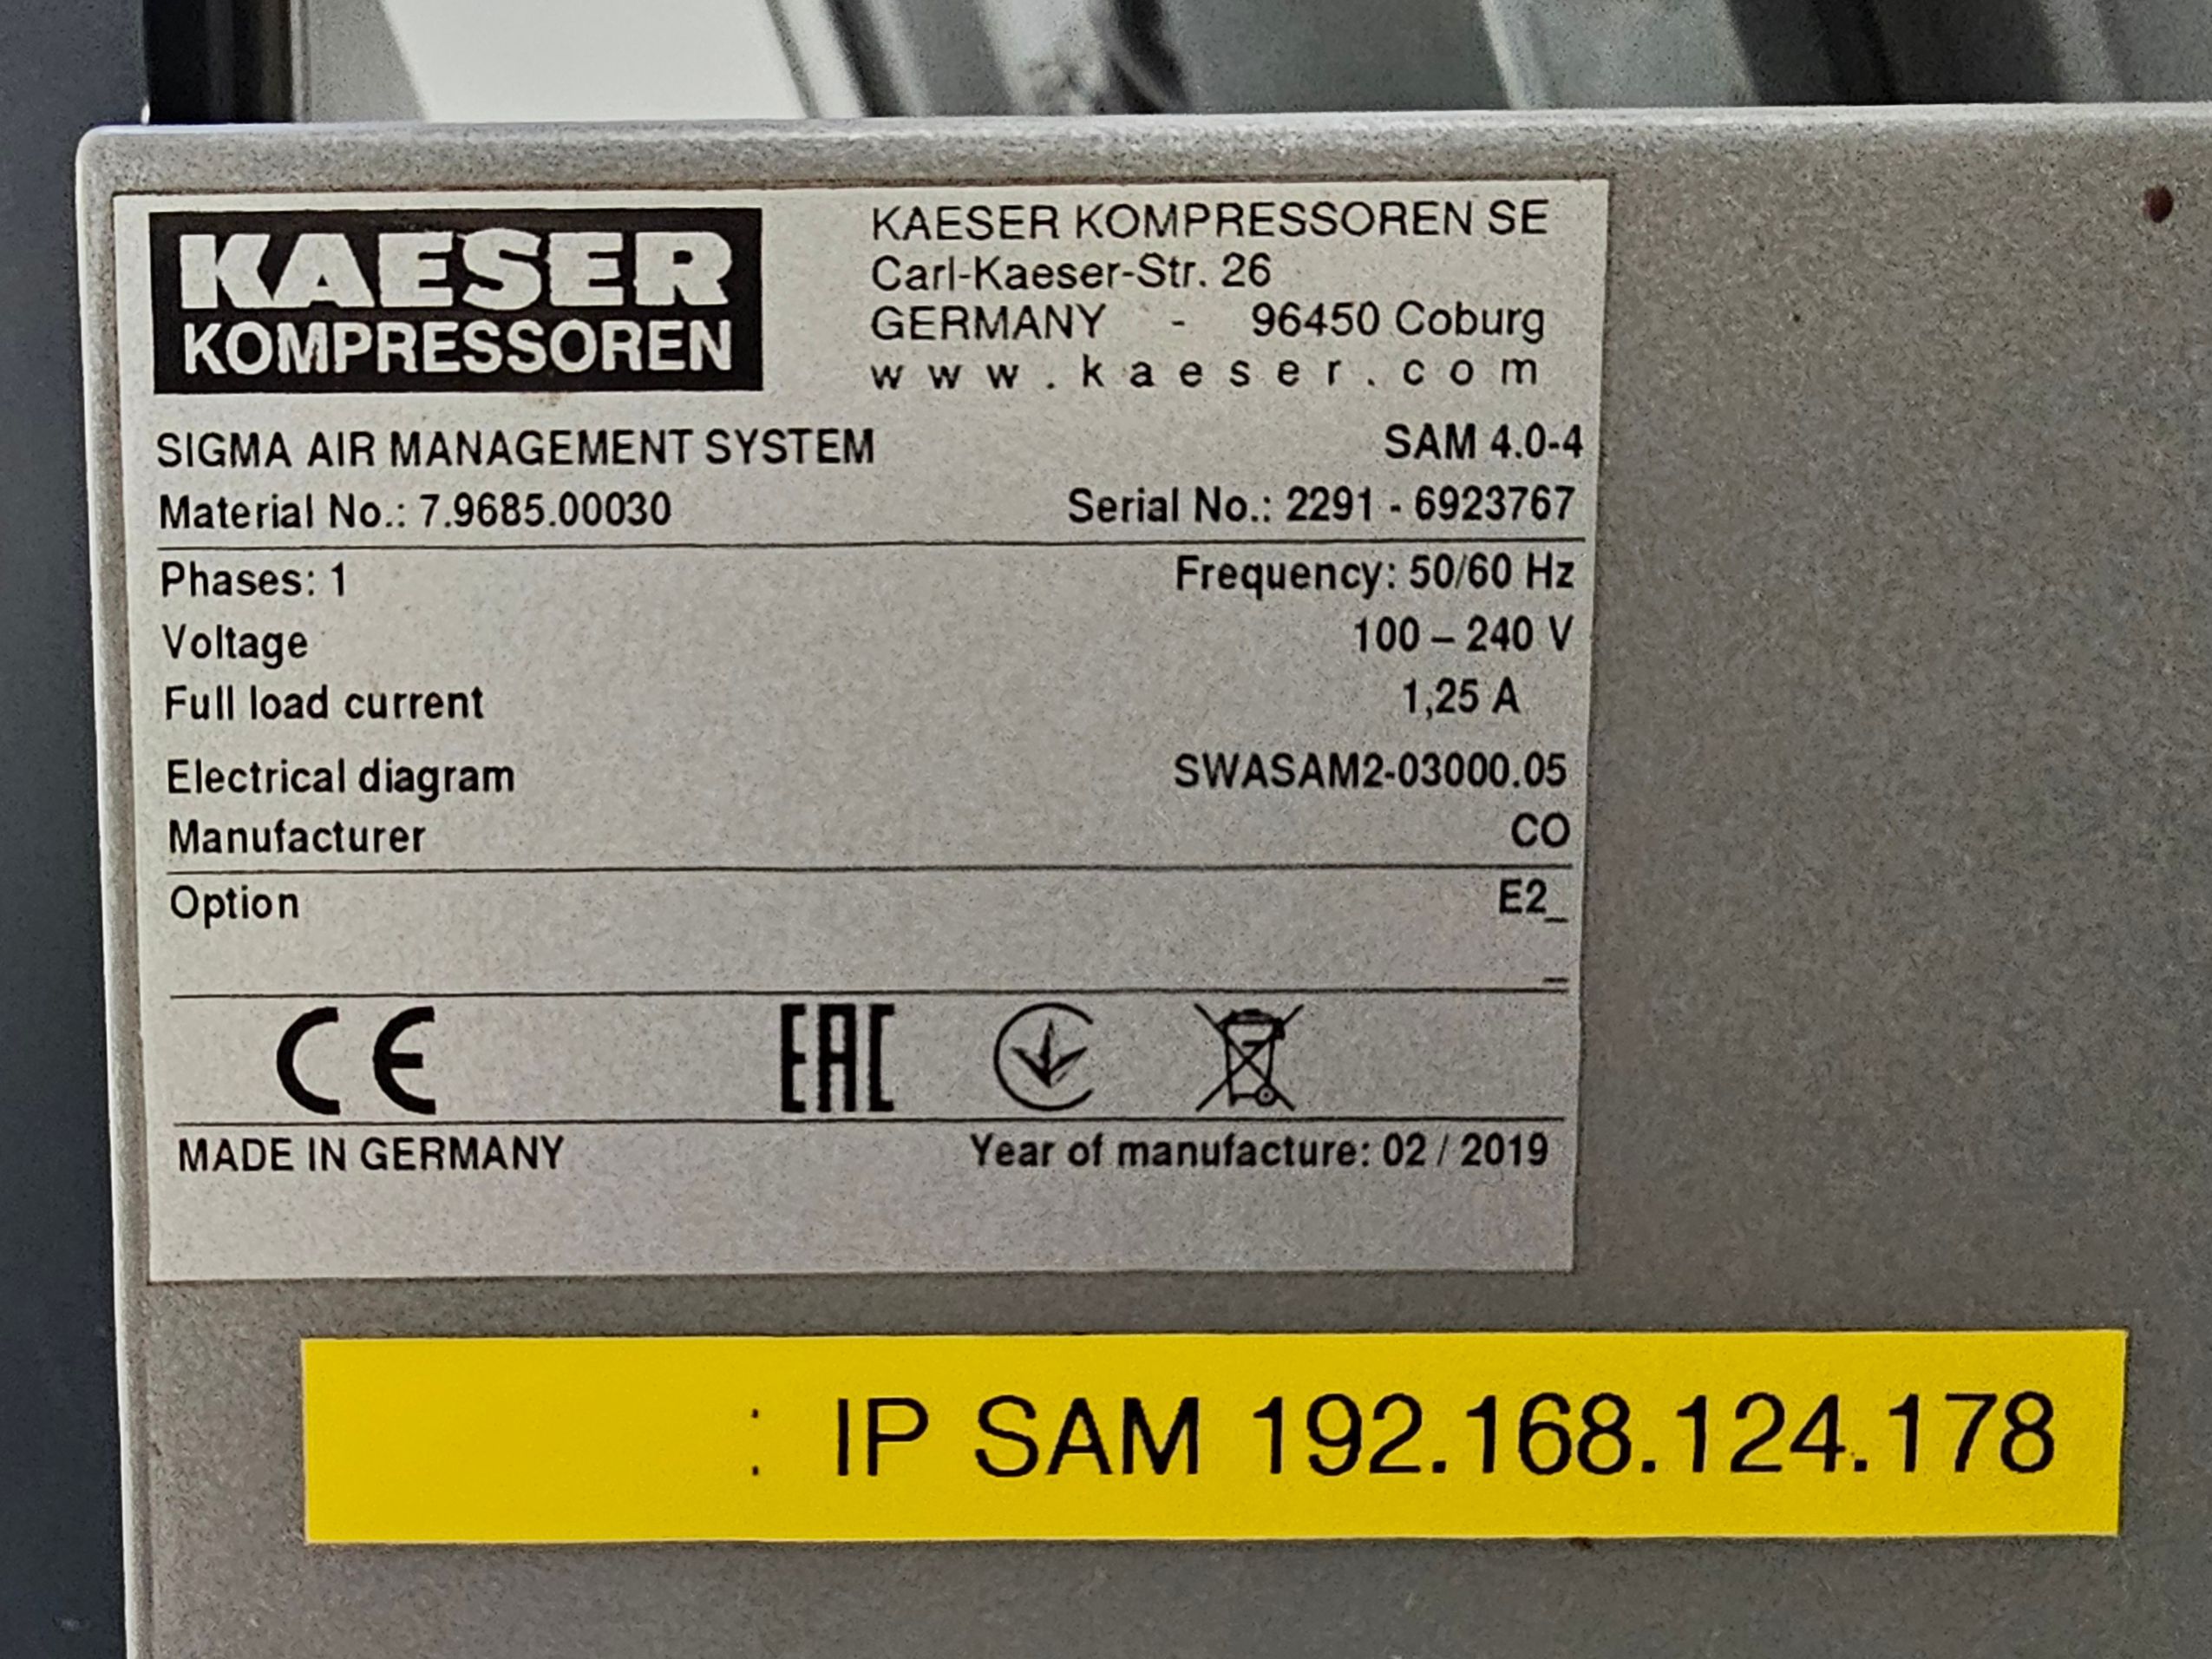 KAESER
KOMPRESSOREN
KAESER KOMPRESSOREN SE
Carl-Kaeser-Str. 26
GERMANY - 96450 Coburg
www.kaeser.com
SIGMA AIR MANAGEMENT SYSTEM SAM 4.0-4
Material No.: 7.9685.00030 Serial No.: 2291 - 6923767
Phases: 1 Frequency: 50/60 Hz
Voltage 100 – 240 V
Full load current 1,25 A
Electrical diagram SWASAM2-03000.05
Manufacturer CO
Option E2_
_
CE EAC
MADE IN GERMANY Year of manufacture: 02 / 2019
: IP SAM 192.168.124.178